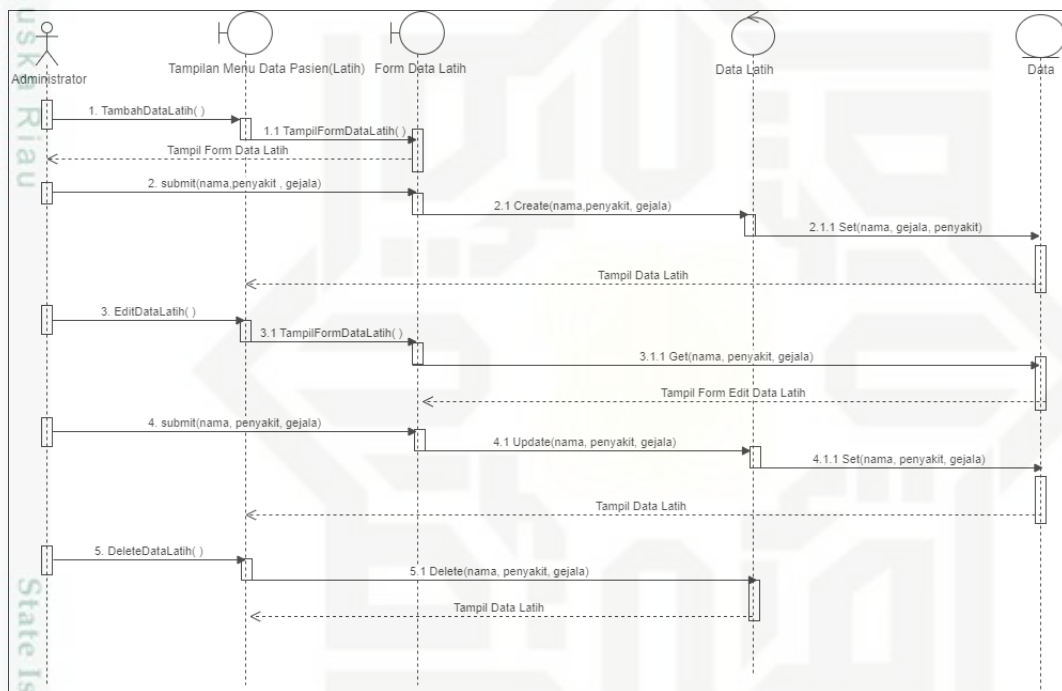 uska Riau
Administrator
Tampilan Menu Data Pasien(Latih)
Form Data Latih
Data Latih
Data
1. TambahDataLatih( )
1.1 TampilFormDataLatih( )
Tampil Form Data Latih
2. submit(nama,penyakit , gejala)
2.1 Create(nama,penyakit, gejala)
2.1.1 Set(nama, gejala, penyakit)
Tampil Data Latih
3. EditDataLatih( )
3.1 TampilFormDataLatih( )
3.1.1 Get(nama, penyakit, gejala)
Tampil Form Edit Data Latih
4. submit(nama, penyakit, gejala)
4.1 Update(nama, penyakit, gejala)
4.1.1 Set(nama, penyakit, gejala)
Tampil Data Latih
5. DeleteDataLatih( )
5.1 Delete(nama, penyakit, gejala)
Tampil Data Latih
State Is